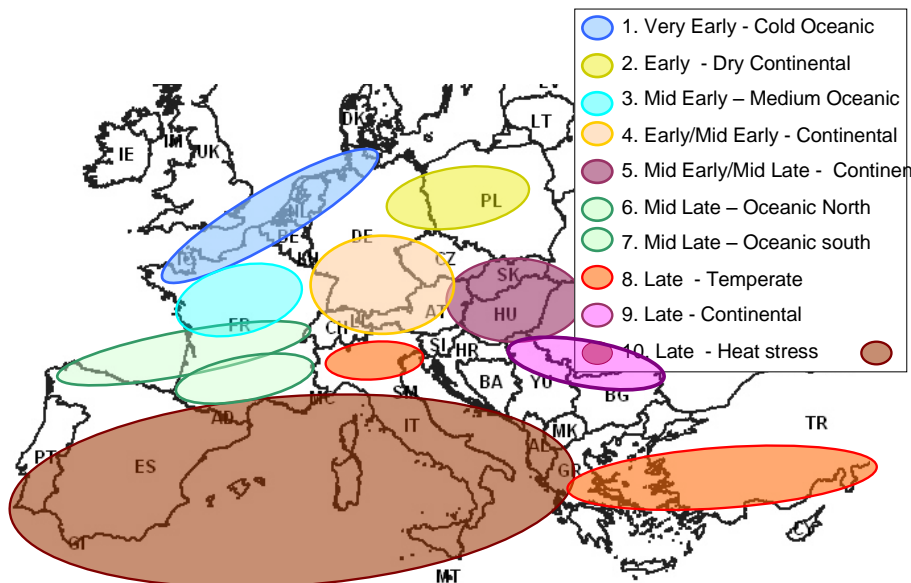 1. Very Early - Cold Oceanic
2. Early - Dry Continental
3. Mid Early – Medium Oceanic
4. Early/Mid Early - Continental
5. Mid Early/Mid Late - Continen
6. Mid Late – Oceanic North
7. Mid Late – Oceanic south
8. Late - Temperate
9. Late - Continental
10. Late - Heat stress
DK
LT
IE
IM
UK
NL
PL
BE
DE
CZ
SK
FR
AT
HU
CH
SI
HR
BA
YU
BG
MC
SM
AD
IT
MK
AL
TR
PT
ES
GR
GI
MT